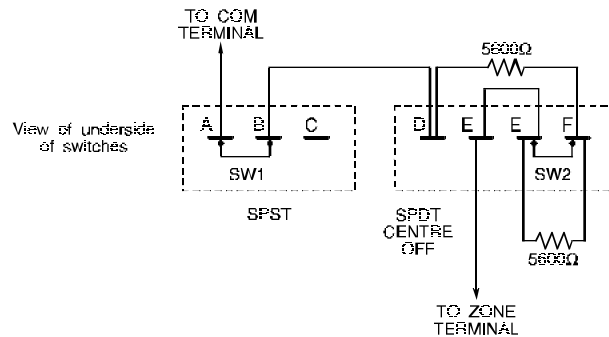 TO COM
TERMINAL
5600Ω
View of underside
of switches
A B C D E E F
SW1 SW2
SPST
SPDT
CENTRE
OFF
5600Ω
TO ZONE
TERMINAL